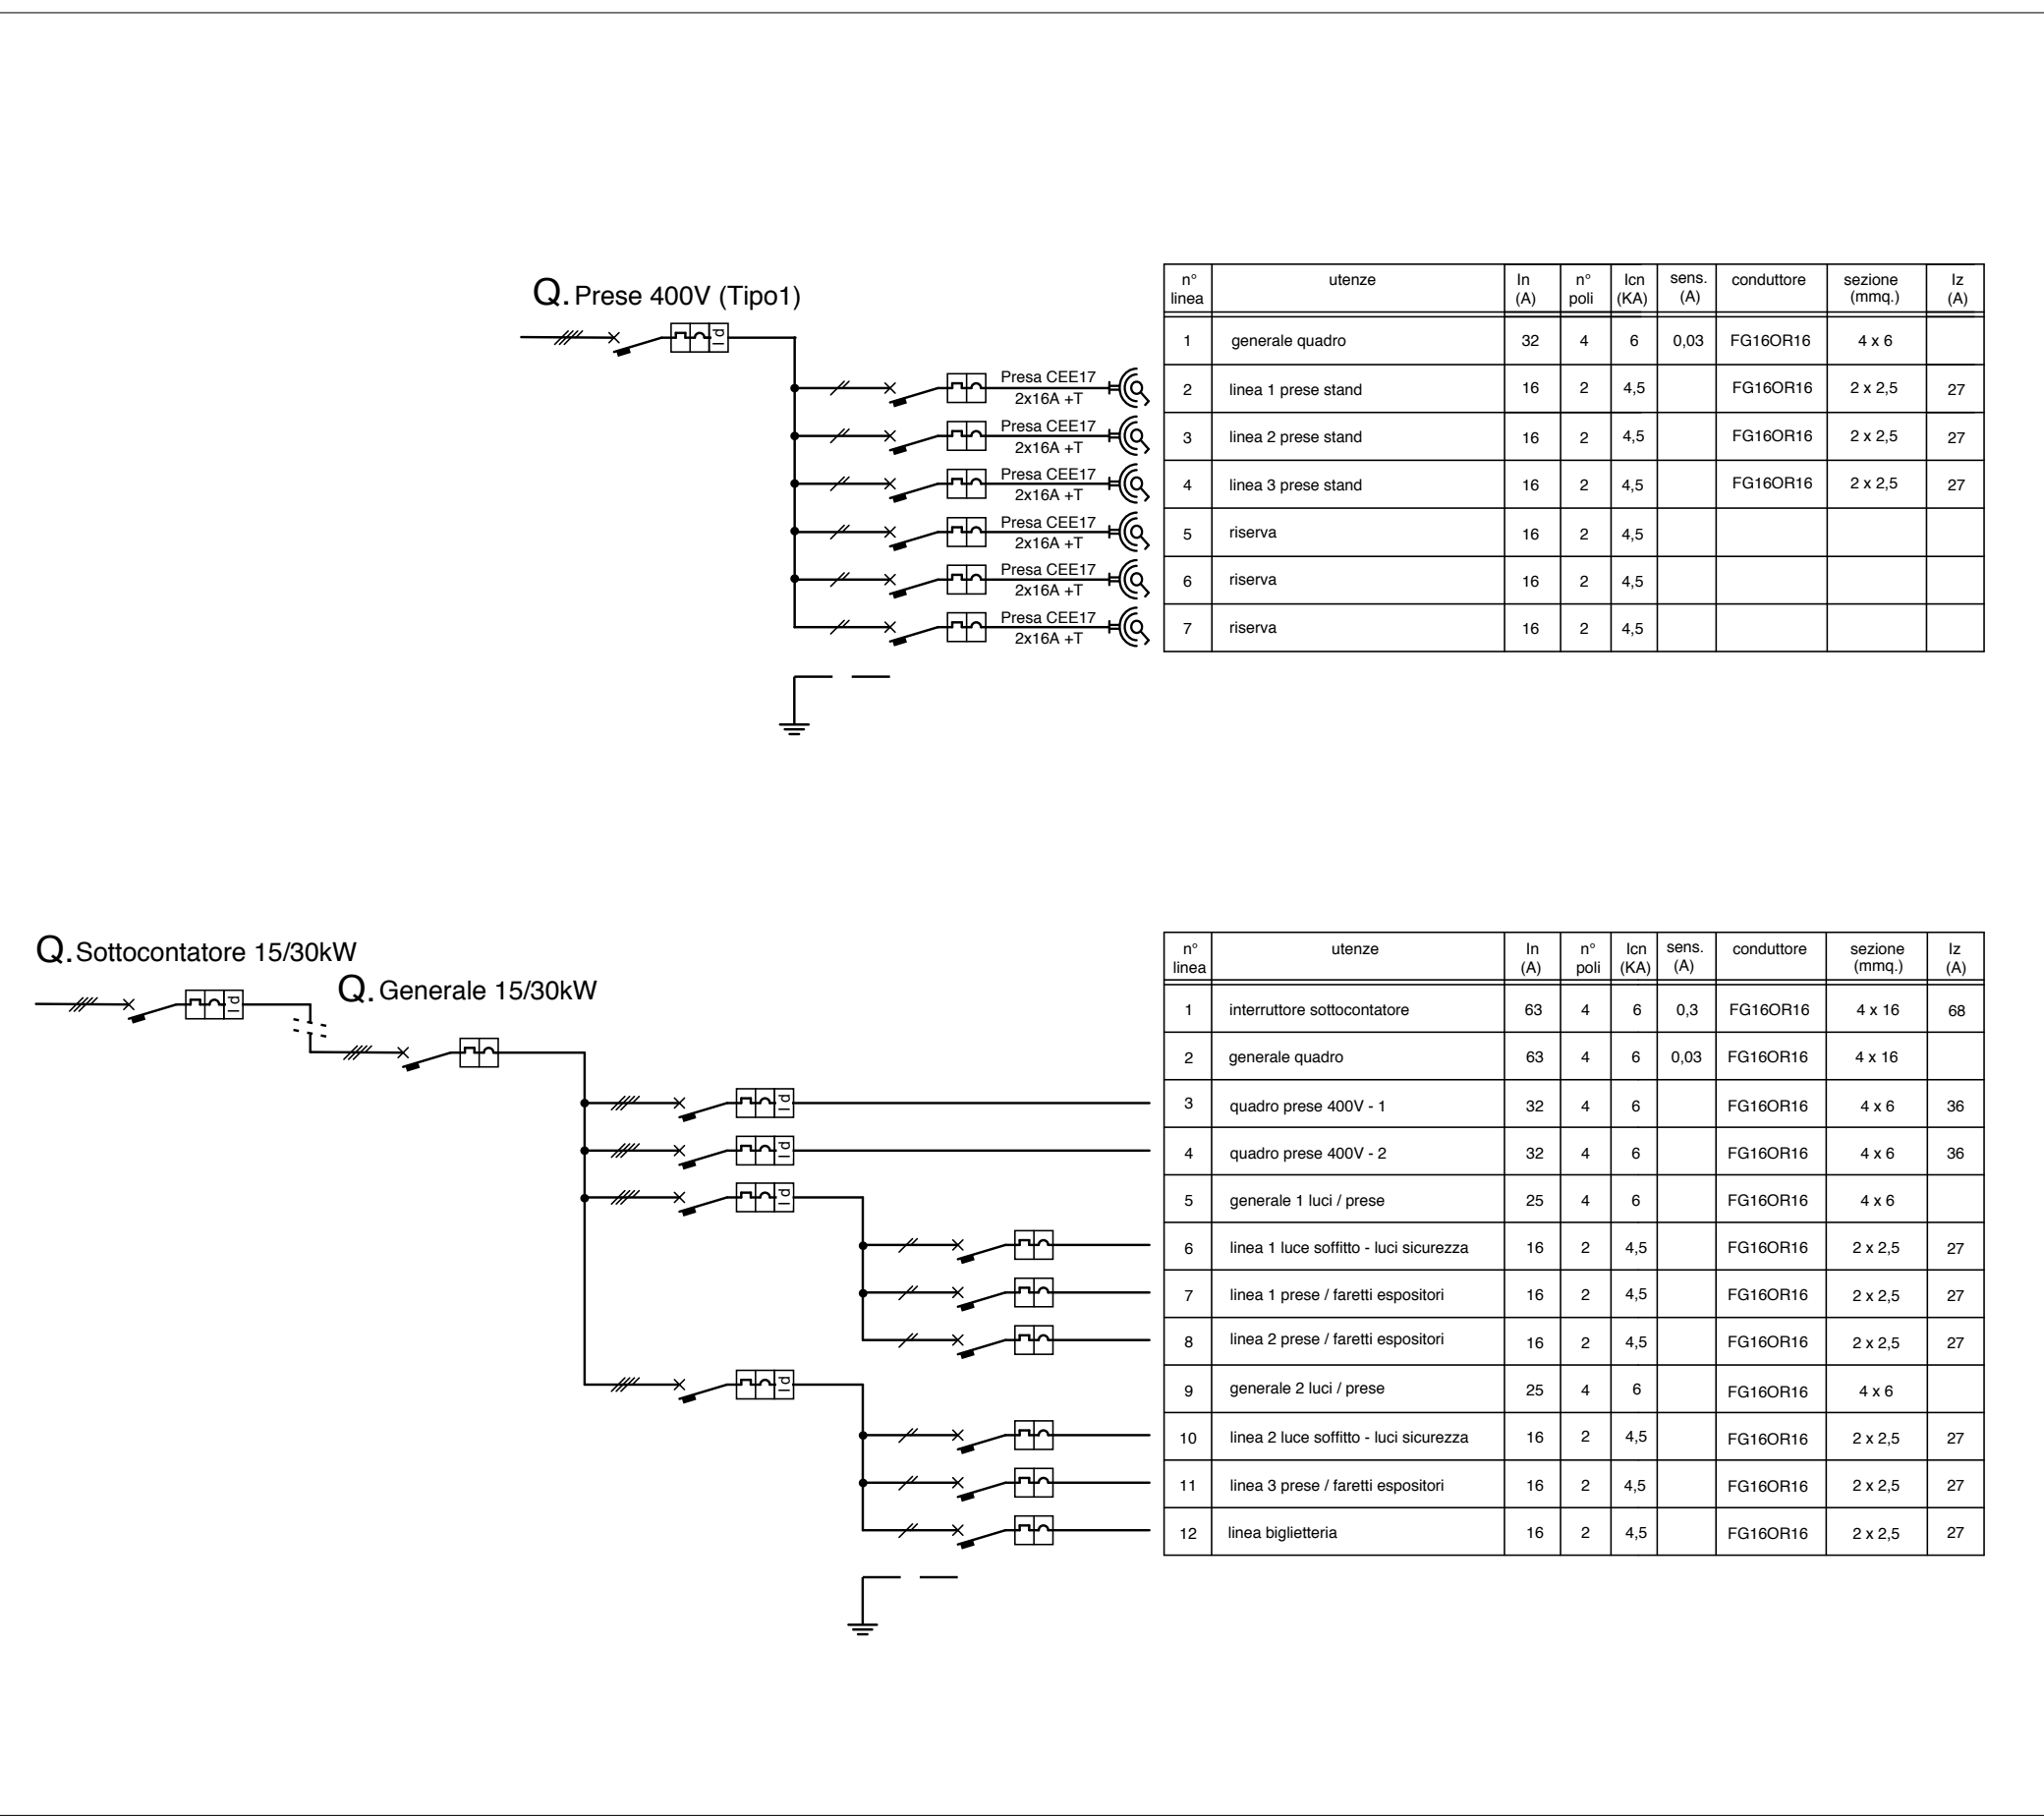 Q. Prese 400V (Tipo1)
Id
Presa CEE17
2x16A +T
Presa CEE17
2x16A +T
Presa CEE17
2x16A +T
Presa CEE17
2x16A +T
Presa CEE17
2x16A +T
Presa CEE17
2x16A +T
n° linea utenze In (A) n° poli Icn (KA) sens. (A) conduttore sezione (mmq.) Iz (A)
1 generale quadro 32 4 6 0,03 FG16OR16 4 x 6
2 linea 1 prese stand 16 2 4,5 FG16OR16 2 x 2,5 27
3 linea 2 prese stand 16 2 4,5 FG16OR16 2 x 2,5 27
4 linea 3 prese stand 16 2 4,5 FG16OR16 2 x 2,5 27
5 riserva 16 2 4,5
6 riserva 16 2 4,5
7 riserva 16 2 4,5
Q. Sottocontatore 15/30kW
Id
Q. Generale 15/30kW
Id
Id
Id
Id
n° linea utenze In (A) n° poli Icn (KA) sens. (A) conduttore sezione (mmq.) Iz (A)
1 interruttore sottocontatore 63 4 6 0,3 FG16OR16 4 x 16 68
2 generale quadro 63 4 6 0,03 FG16OR16 4 x 16
3 quadro prese 400V - 1 32 4 6 FG16OR16 4 x 6 36
4 quadro prese 400V - 2 32 4 6 FG16OR16 4 x 6 36
5 generale 1 luci / prese 25 4 6 FG16OR16 4 x 6
6 linea 1 luce soffitto - luci sicurezza 16 2 4,5 FG16OR16 2 x 2,5 27
7 linea 1 prese / faretti espositori 16 2 4,5 FG16OR16 2 x 2,5 27
8 linea 2 prese / faretti espositori 16 2 4,5 FG16OR16 2 x 2,5 27
9 generale 2 luci / prese 25 4 6 FG16OR16 4 x 6
10 linea 2 luce soffitto - luci sicurezza 16 2 4,5 FG16OR16 2 x 2,5 27
11 linea 3 prese / faretti espositori 16 2 4,5 FG16OR16 2 x 2,5 27
12 linea biglietteria 16 2 4,5 FG16OR16 2 x 2,5 27